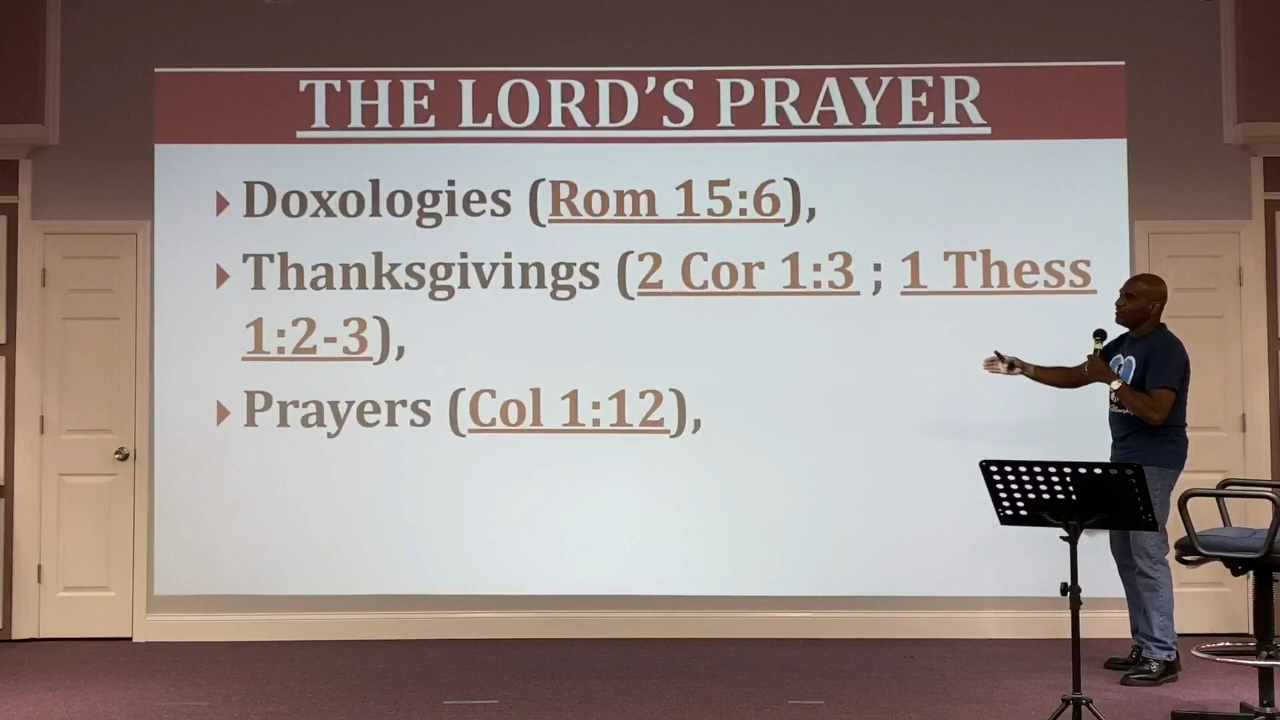 THE LORD'S PRAYER
Doxologies (Rom 15:6),
Thanksgivings (2 Cor 1:3 ; 1 Thess
1:2-3),
Prayers (Col 1:12),